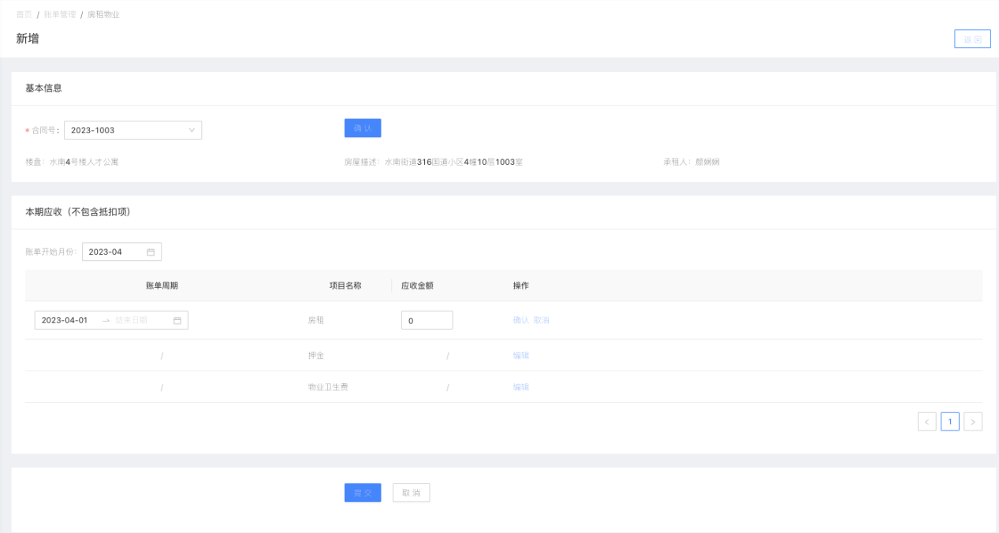 首页 / 账单管理 / 房租物业
新增
返 回
基本信息
* 合同号： 2023-1003
确 认
楼盘： 水南4号楼人才公寓
房屋描述： 水南街道316国道小区4幢10层1003室
承租人： 颜娴娴
本期应收（不包含抵扣项）
账单开始月份： 2023-04
账单周期 项目名称 应收金额 操作
2023-04-01 → 结束日期 房租 0 确认 取消
/ 押金 / 编辑
/ 物业卫生费 / 编辑
< 1 >
提 交 取 消